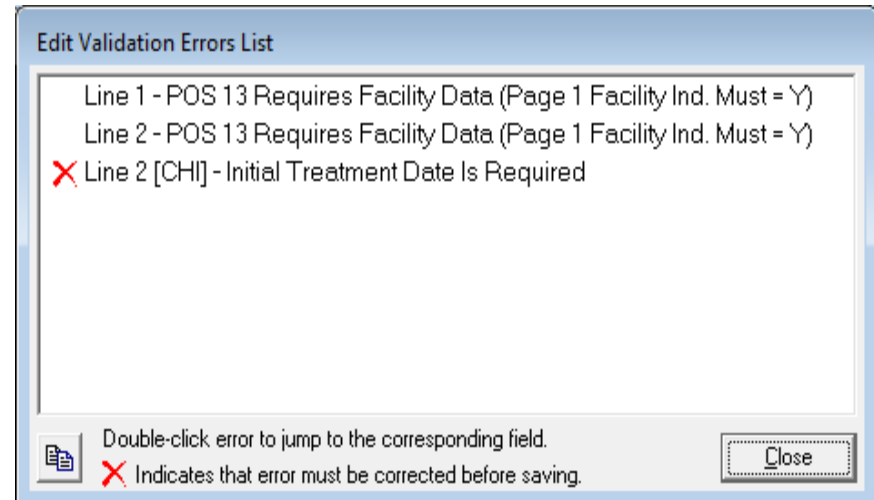 Edit Validation Errors List
Line 1 - POS 13 Requires Facility Data (Page 1 Facility Ind. Must = Y)
Line 2 - POS 13 Requires Facility Data (Page 1 Facility Ind. Must = Y)
Line 2 [CHI] - Initial Treatment Date Is Required
Double-click error to jump to the corresponding field.
Indicates that error must be corrected before saving.
Close